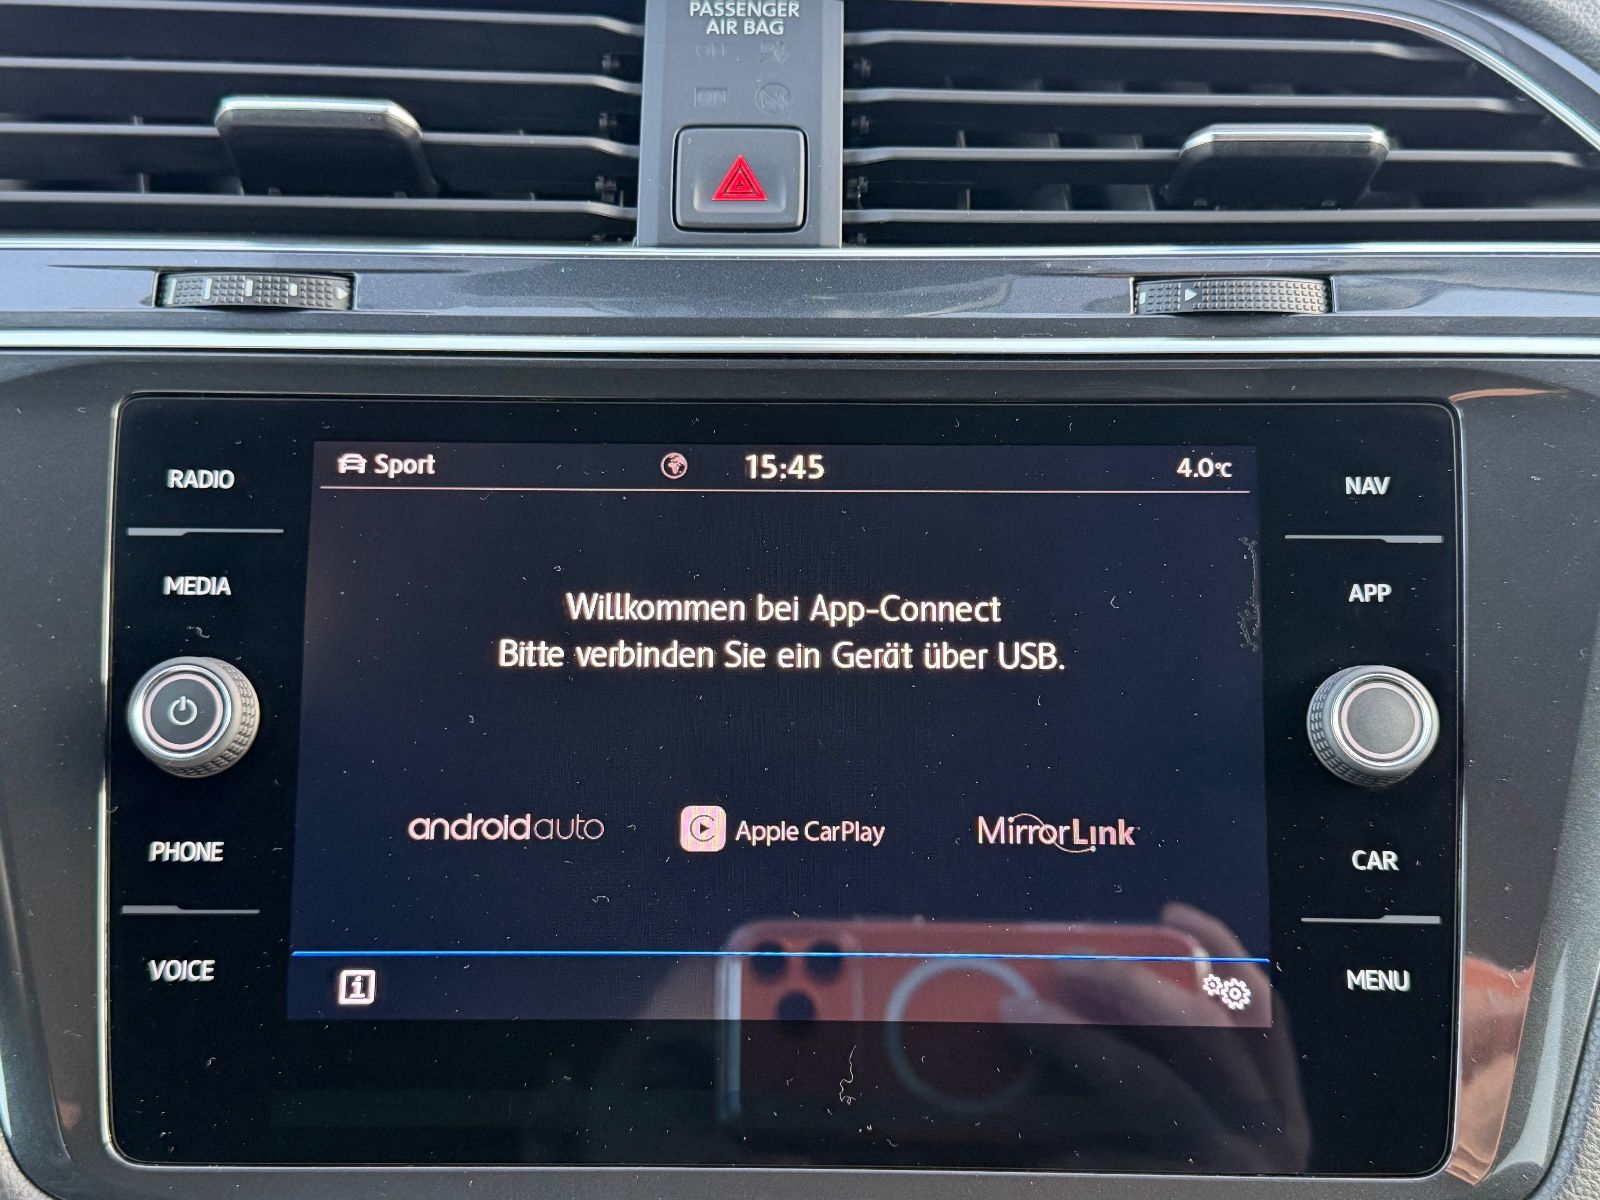 PASSENGER
AIR BAG
OFF
ON
RADIO
MEDIA
PHONE
VOICE
Sport
15:45
4.0°C
Willkommen bei App-Connect
Bitte verbinden Sie ein Gerät über USB.
androidauto
Apple CarPlay
MirrorLink
i
NAV
APP
CAR
MENU